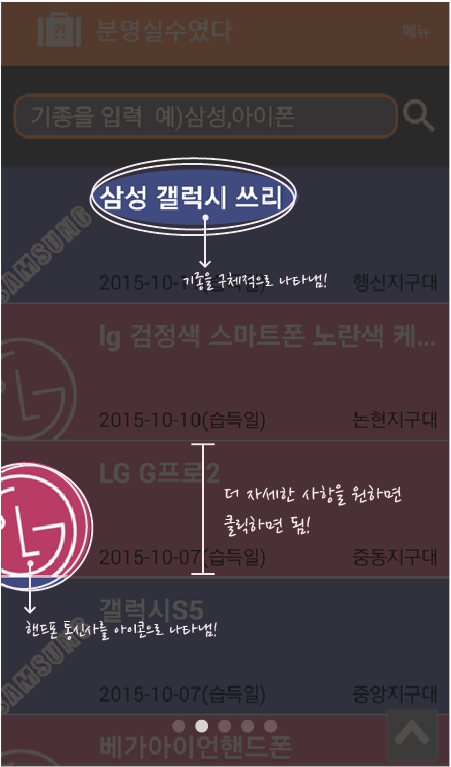 ?!
분명실수였다
메뉴
기종을 입력 예)삼성,아이폰
삼성 갤럭시 쓰리
SAMSUNG
기종을 구체적으로 나타냄!
2015-10-1 (습득일)
행신지구대
lg 검정색 스마트폰 노란색 케...
LG
2015-10-10(습득일)
논현지구대
LG G프로2
더 자세한 사항을 원하면
클릭하면 됨!
LG
2015-10-07(습득일)
중동지구대
갤럭시S5
핸드폰 통신사를 아이콘으로 나타냄!
SAMSUNG
2015-10-07(습득일)
중앙지구대
베가아이언핸드폰